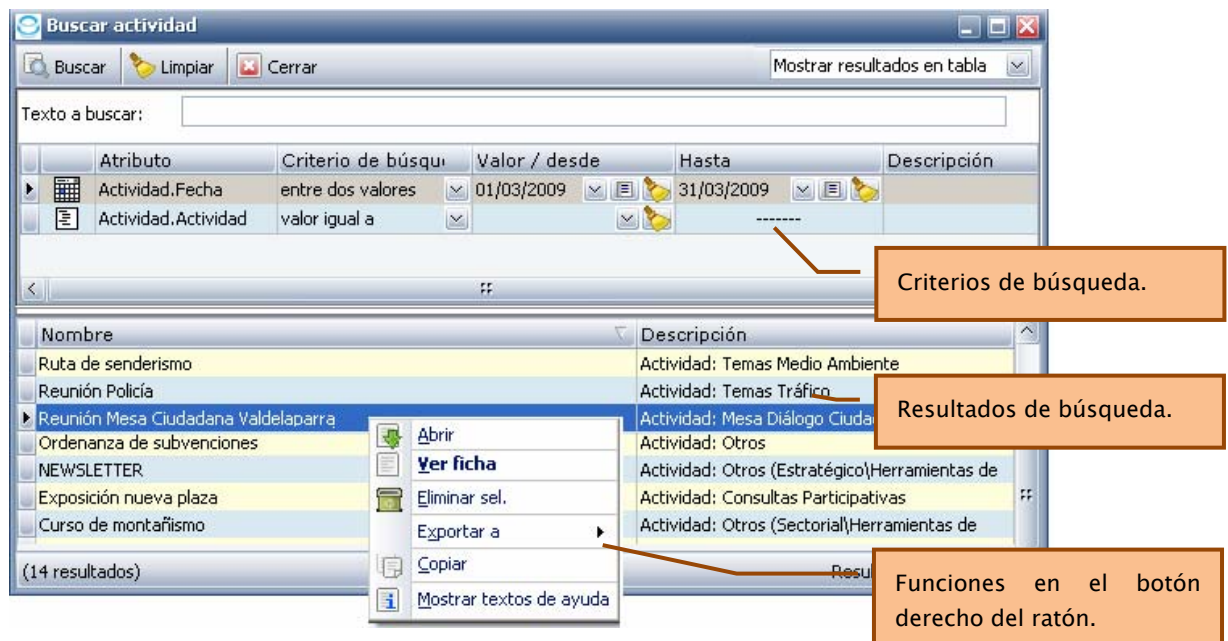 Buscar actividad
Buscar Limpiar Cerrar Mostrar resultados en tabla
Texto a buscar:
Atributo Criterio de búsqu Valor / desde Hasta Descripción
Actividad.Fecha entre dos valores 01/03/2009 31/03/2009
Actividad.Actividad valor igual a -------
Criterios de búsqueda.
Nombre Descripción
Ruta de senderismo Actividad: Temas Medio Ambiente
Reunión Policía Actividad: Temas Tráfico
Resultados de búsqueda.
Reunión Mesa Ciudadana Valdelaparra Actividad: Mesa Diálogo Ciuda
Ordenanza de subvenciones Actividad: Otros
NEWSLETTER Actividad: Otros (Estratégico\Herramientas de
Exposición nueva plaza Actividad: Consultas Participativas
Curso de montañismo Actividad: Otros (Sectorial\Herramientas de
Abrir
Ver ficha
Eliminar sel.
Exportar a
Copiar
Mostrar textos de ayuda
(14 resultados) Resul
Funciones en el botón
derecho del ratón.